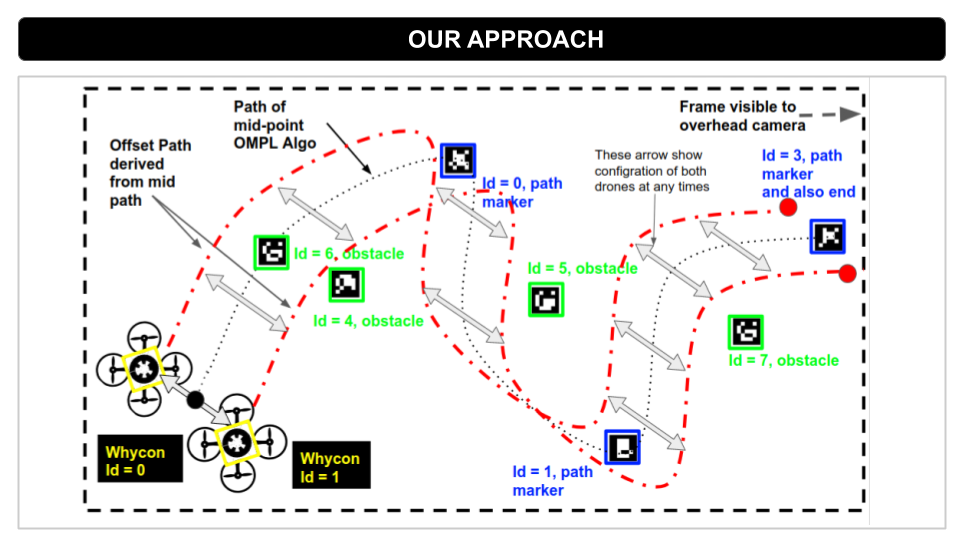 OUR APPROACH
Path of
mid-point
OMPL Algo
Frame visible to
overhead camera
Offset Path
derived
from mid
path
These arrow show
configration of both
drones at any times
Id = 3, path
marker
and also end
Id = 0, path
marker
Id = 6, obstacle
Id = 5, obstacle
Id = 4, obstacle
Id = 7, obstacle
Whycon
Id = 0
Whycon
Id = 1
Id = 1, path
marker